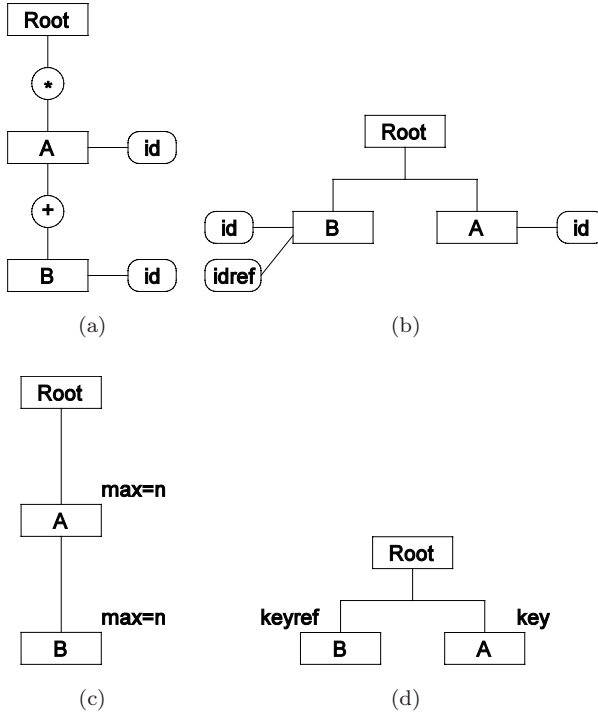 Root
*
A id
+
B id
(a)
Root
id B A id
idref
(b)
Root
max=n
A
max=n
B
(c)
Root
keyref key
B A
(d)